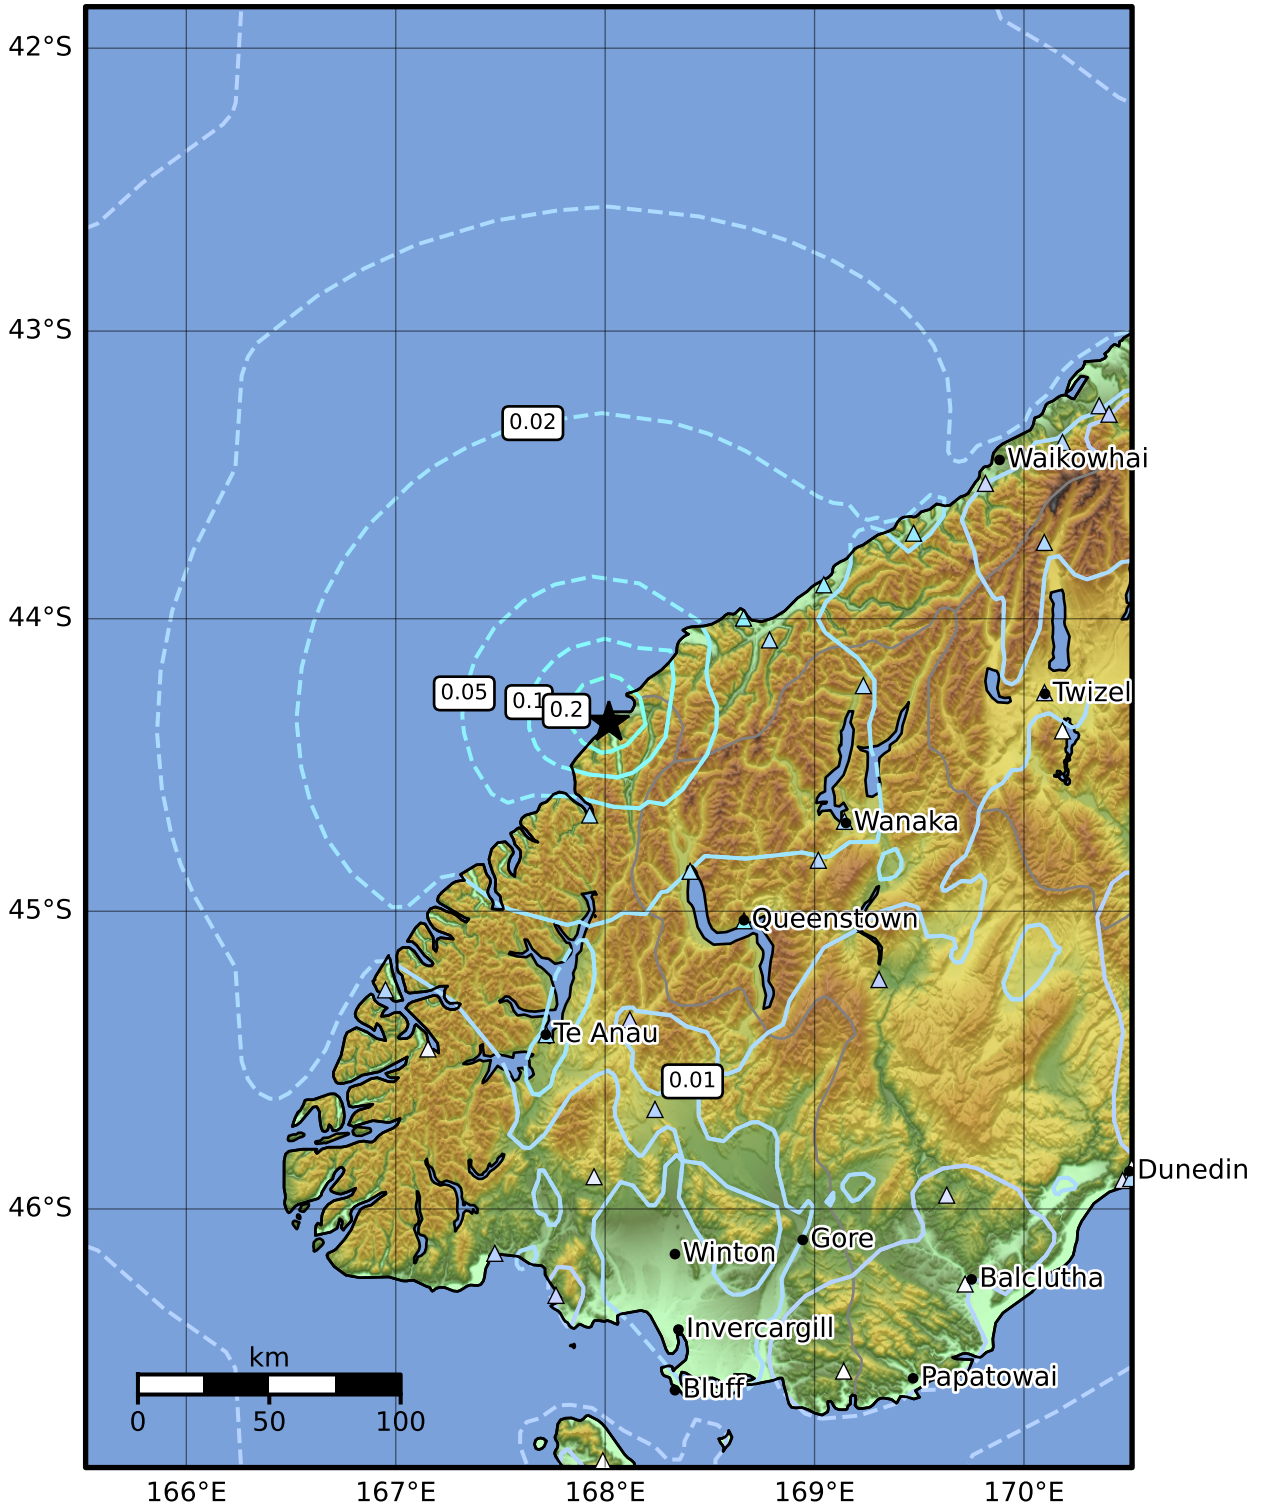 42°S
43°S
0.02
Waikowhai
44°S
0.05
0.1
0.2
Twizel
Wanaka
45°S
Queenstown
Te Anau
0.01
Dunedin
46°S
Winton
Gore
Balclutha
Invercargill
km
Bluff
Papatowai
0 50 100
166°E 167°E 168°E 169°E 170°E